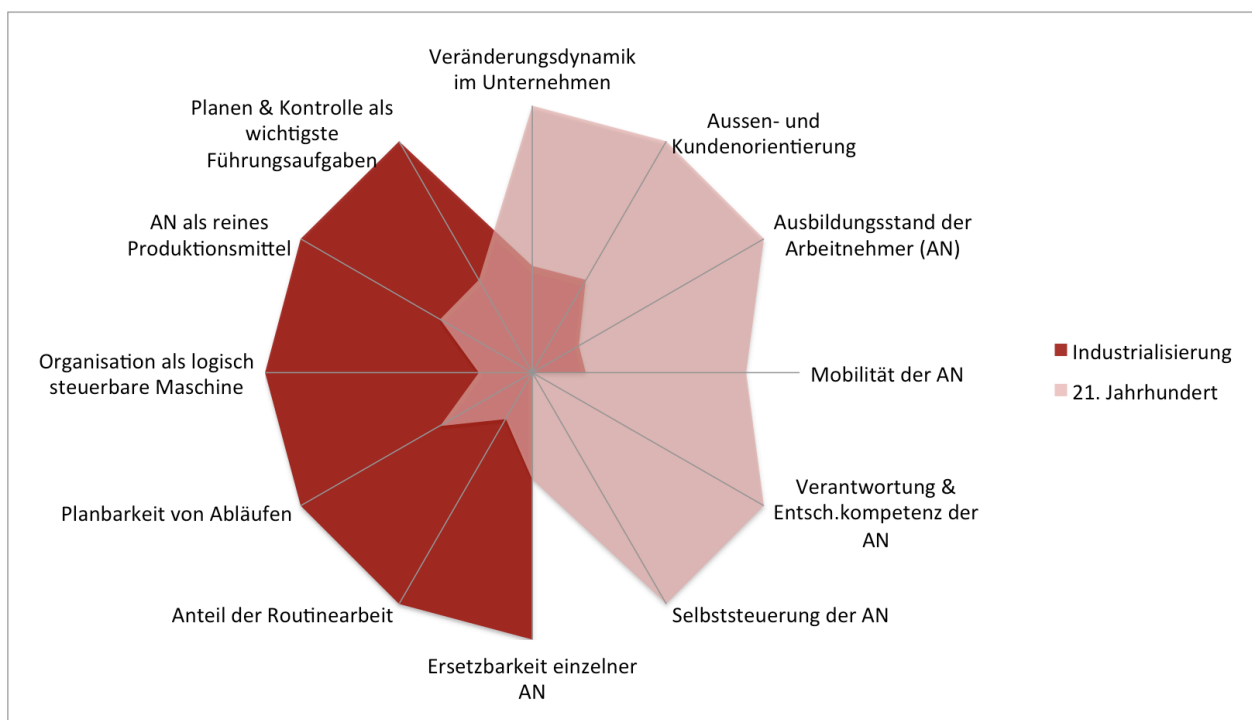 Veränderungsdynamik
im Unternehmen
Aussen- und
Kundenorientierung
Ausbildungsstand der
Arbeitnehmer (AN)
Mobilität der AN
Verantwortung &
Entsch.kompetenz der
AN
Selbststeuerung der AN
Ersetzbarkeit einzelner
AN
Anteil der Routinearbeit
Planbarkeit von Abläufen
Organisation als logisch
steuerbare Maschine
AN als reines
Produktionsmittel
Planen & Kontrolle als
wichtigste
Führungsaufgaben
Industrialisierung
21. Jahrhundert